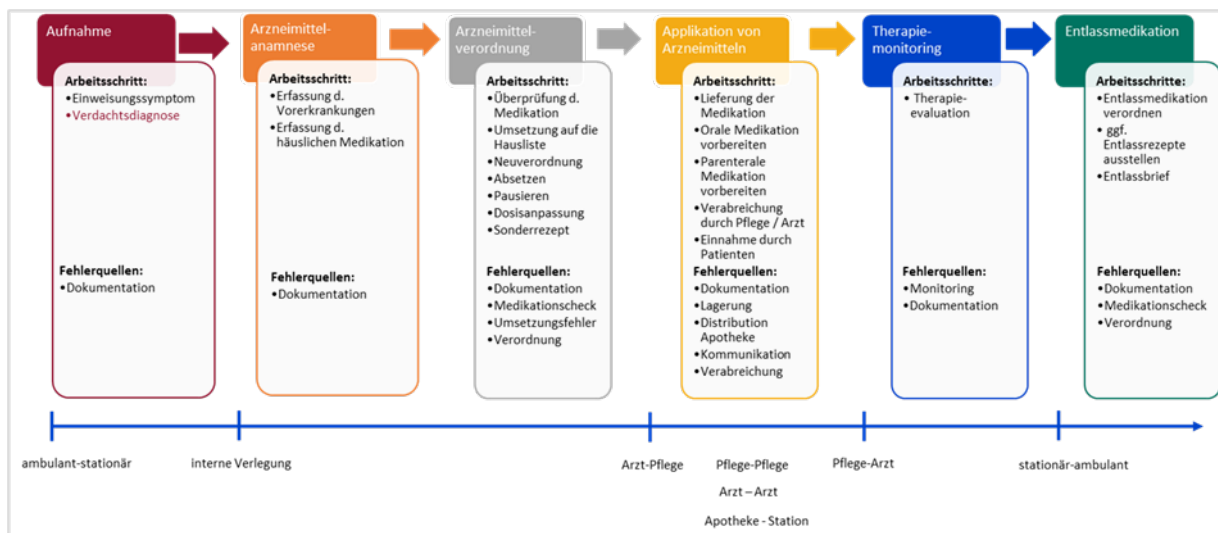 Aufnahme
Arbeitsschritt:
•Einweisungssymptom
•Verdachtsdiagnose
Fehlerquellen:
•Dokumentation
Arzneimittel-
anamnese
Arbeitsschritt:
•Erfassung d.
Vorerkrankungen
•Erfassung d.
häuslichen Medikation
Fehlerquellen:
•Dokumentation
Arzneimittel-
verordnung
Arbeitsschritt:
•Überprüfung d.
Medikation
•Umsetzung auf die
Hausliste
•Neuverordnung
•Absetzen
•Pausieren
•Dosisanpassung
•Sonderrezept
Fehlerquellen:
•Dokumentation
•Medikationscheck
•Umsetzungsfehler
•Verordnung
Applikation von
Arzneimitteln
Arbeitsschritt:
•Lieferung der
Medikation
•Orale Medikation
vorbereiten
•Parenterale
Medikation
vorbereiten
•Verabreichung
durch Pflege / Arzt
•Einnahme durch
Patienten
Fehlerquellen:
•Dokumentation
•Lagerung
•Distribution
Apotheke
•Kommunikation
•Verabreichung
Therapie-
monitoring
Arbeitsschritte:
• Therapie-
evaluation
Fehlerquellen:
•Monitoring
•Dokumentation
Entlassmedikation
Arbeitsschritte:
•Entlassmedikation
verordnen
• ggf.
Entlassrezepte
ausstellen
•Entlassbrief
Fehlerquellen:
•Dokumentation
•Medikationscheck
•Verordnung
ambulant-stationär
interne Verlegung
Arzt-Pflege
Pflege-Pflege
Arzt – Arzt
Apotheke - Station
Pflege-Arzt
stationär-ambulant